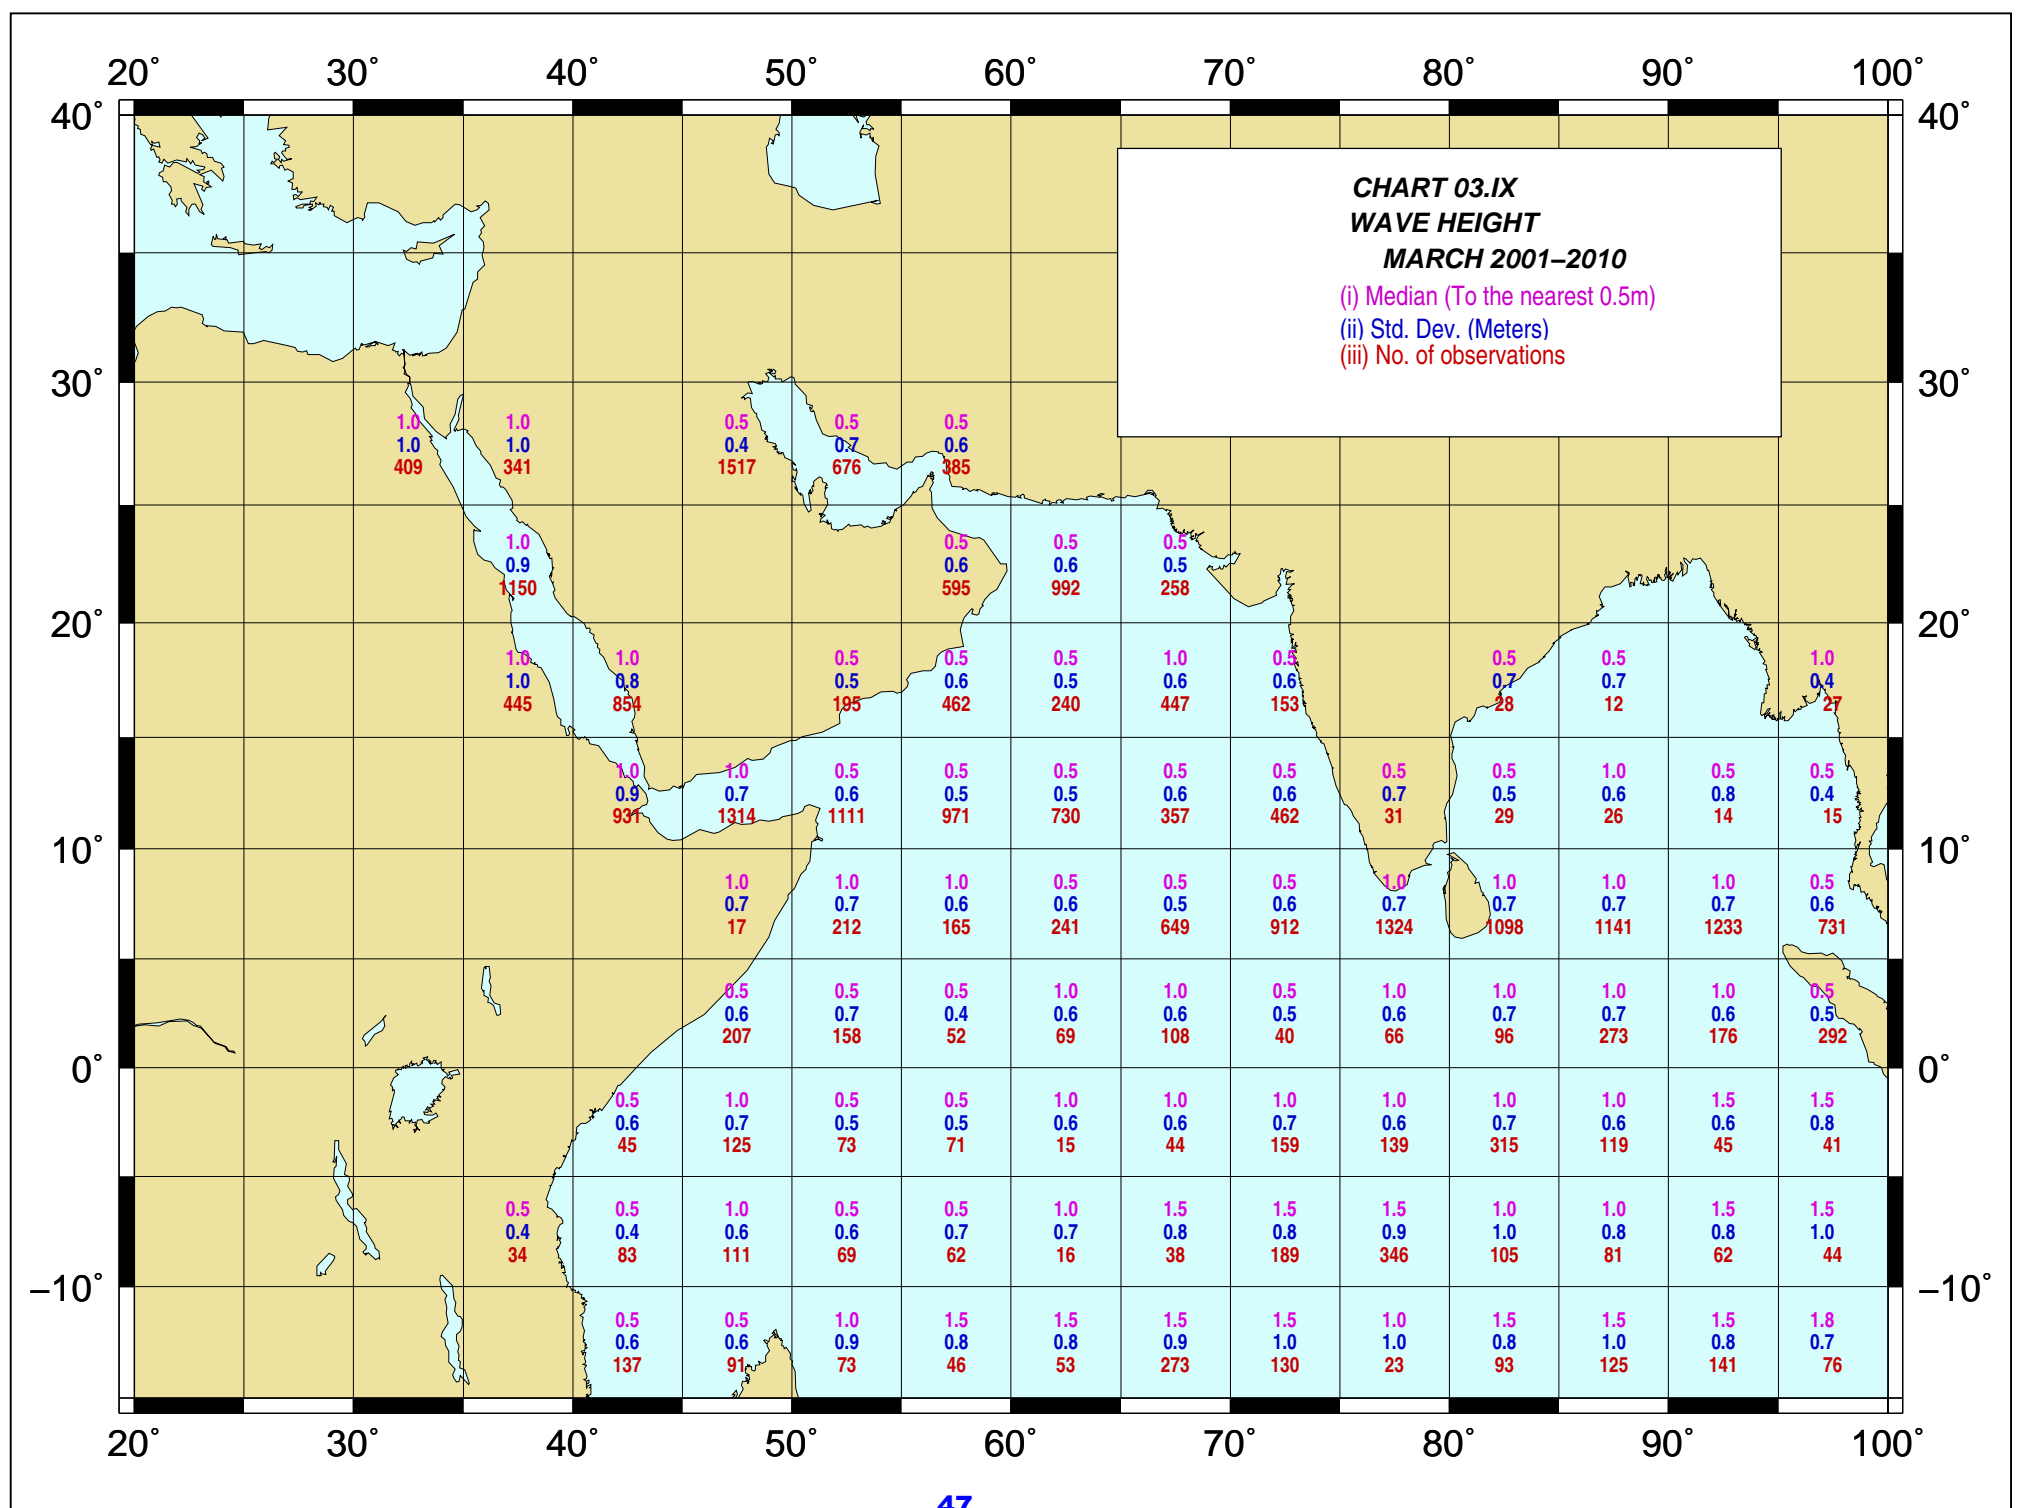 20° 30° 40° 50° 60° 70° 80° 90° 100°
40° 40°
CHART 03.IX
WAVE HEIGHT
MARCH 2001–2010
(i) Median (To the nearest 0.5m)
(ii) Std. Dev. (Meters)
(iii) No. of observations
30° 30°
1.0 1.0 0.5 0.5 0.5
1.0 1.0 0.4 0.7 0.6
409 341 1517 676 385
1.0 0.5 0.5 0.5
0.9 0.6 0.6 0.5
1150 595 992 258
20° 20°
1.0 1.0 0.5 0.5 0.5 1.0 0.5 0.5 0.5 1.0
1.0 0.8 0.5 0.6 0.5 0.6 0.6 0.7 0.7 0.4
445 854 195 462 240 447 153 28 12 27
1.0 1.0 0.5 0.5 0.5 0.5 0.5 0.5 0.5 1.0 0.5 0.5
0.9 0.7 0.6 0.5 0.5 0.6 0.6 0.7 0.5 0.6 0.8 0.4
931 1314 1111 971 730 357 462 31 29 26 14 15
10° 10°
1.0 1.0 1.0 0.5 0.5 0.5 1.0 1.0 1.0 1.0 0.5
0.7 0.7 0.6 0.6 0.5 0.6 0.7 0.7 0.7 0.7 0.6
17 212 165 241 649 912 1324 1098 1141 1233 731
0.5 0.5 0.5 1.0 1.0 0.5 1.0 1.0 1.0 1.0 0.5
0.6 0.7 0.4 0.6 0.6 0.5 0.6 0.7 0.7 0.6 0.5
207 158 52 69 108 40 66 96 273 176 292
0° 0°
0.5 1.0 0.5 0.5 1.0 1.0 1.0 1.0 1.0 1.0 1.5 1.5
0.6 0.7 0.5 0.5 0.6 0.6 0.7 0.6 0.7 0.6 0.6 0.8
45 125 73 71 15 44 159 139 315 119 45 41
0.5 0.5 1.0 0.5 0.5 1.0 1.5 1.5 1.5 1.0 1.0 1.5 1.5
0.4 0.4 0.6 0.6 0.7 0.7 0.8 0.8 0.9 1.0 0.8 0.8 1.0
34 83 111 69 62 16 38 189 346 105 81 62 44
–10° –10°
0.5 0.5 1.0 1.5 1.5 1.5 1.5 1.0 1.5 1.5 1.5 1.8
0.6 0.6 0.9 0.8 0.8 0.9 1.0 1.0 0.8 1.0 0.8 0.7
137 91 73 46 53 273 130 23 93 125 141 76
20° 30° 40° 50° 60° 70° 80° 90° 100°
47